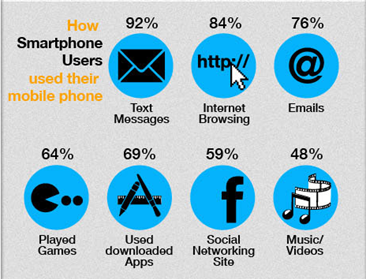 How
Smartphone
Users
used their
mobile phone
92%
http://
Text
Messages
84%
Internet
Browsing
76%
@
Emails
64%
Played
Games
69%
Used
downloaded
Apps
59%
f
Social
Networking
Site
48%
Music/
Videos